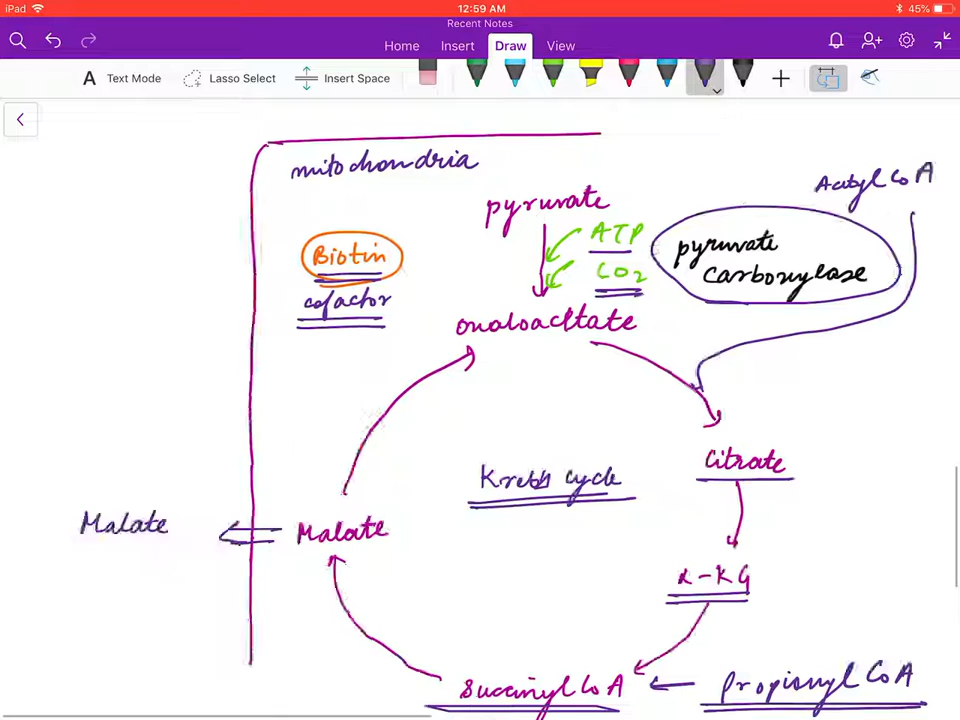 iPad 12:59 AM 45%
Recent Notes
Home Insert Draw View
A Text Mode Lasso Select Insert Space
mitochondria
Acetyl CoA
pyruvate
ATP
CO2
pyruvate
carboxylase
Biotin
cofactor
oxaloacetate
Citrate
Krebs cycle
Malate
Malate
α-KG
Succinyl CoA
Propionyl CoA